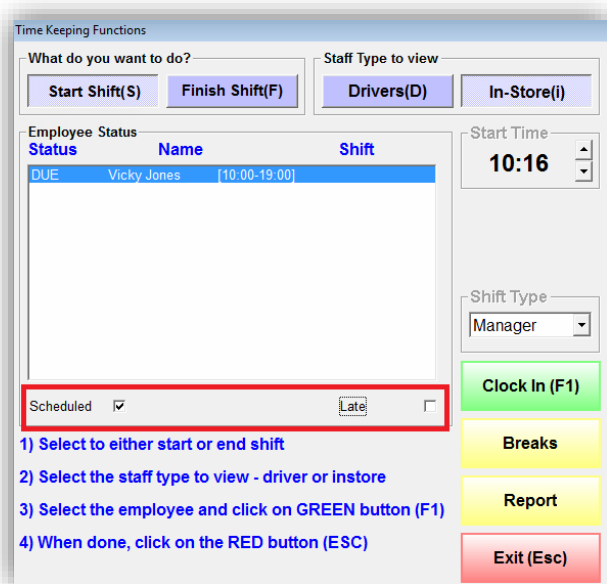 Time Keeping Functions
What do you want to do?
Staff Type to view
Start Shift(S) Finish Shift(F) Drivers(D) In-Store(i)
Employee Status
Start Time
Status Name Shift
10:16
DUE Vicky Jones [10:00-19:00]
Shift Type
Manager
Scheduled Late
Clock In (F1)
1) Select to either start or end shift
Breaks
2) Select the staff type to view - driver or instore
3) Select the employee and click on GREEN button (F1)
Report
4) When done, click on the RED button (ESC)
Exit (Esc)